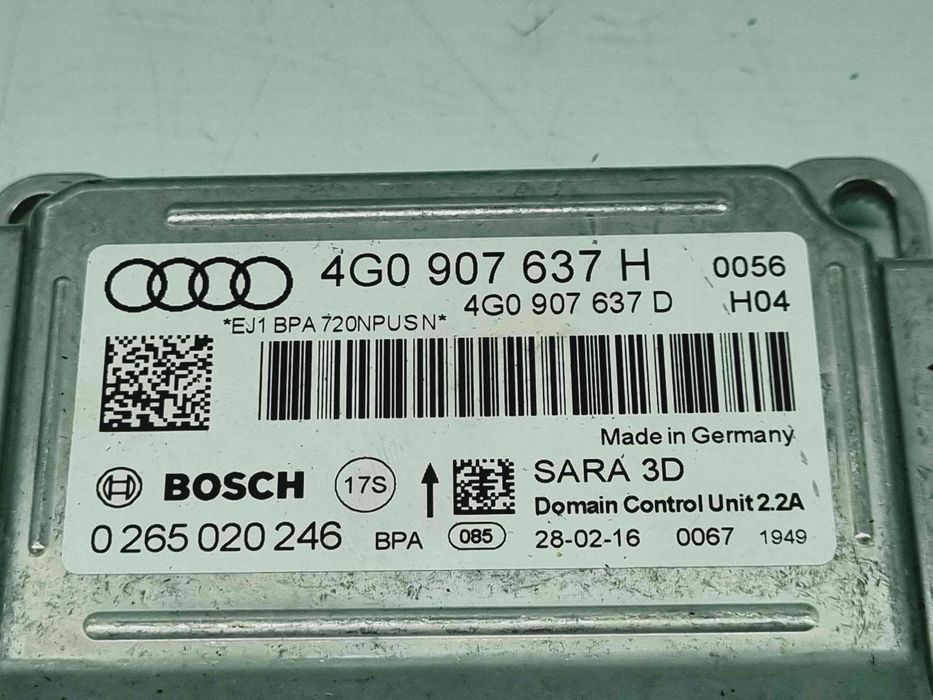 4G0 907 637 H 0056
4G0 907 637 D H04
*EJ1 BPA 720NPUSN*
Made in Germany
BOSCH 17S SARA 3D
Domain Control Unit 2.2A
0 265 020 246 BPA 085 28-02-16 0067 1949